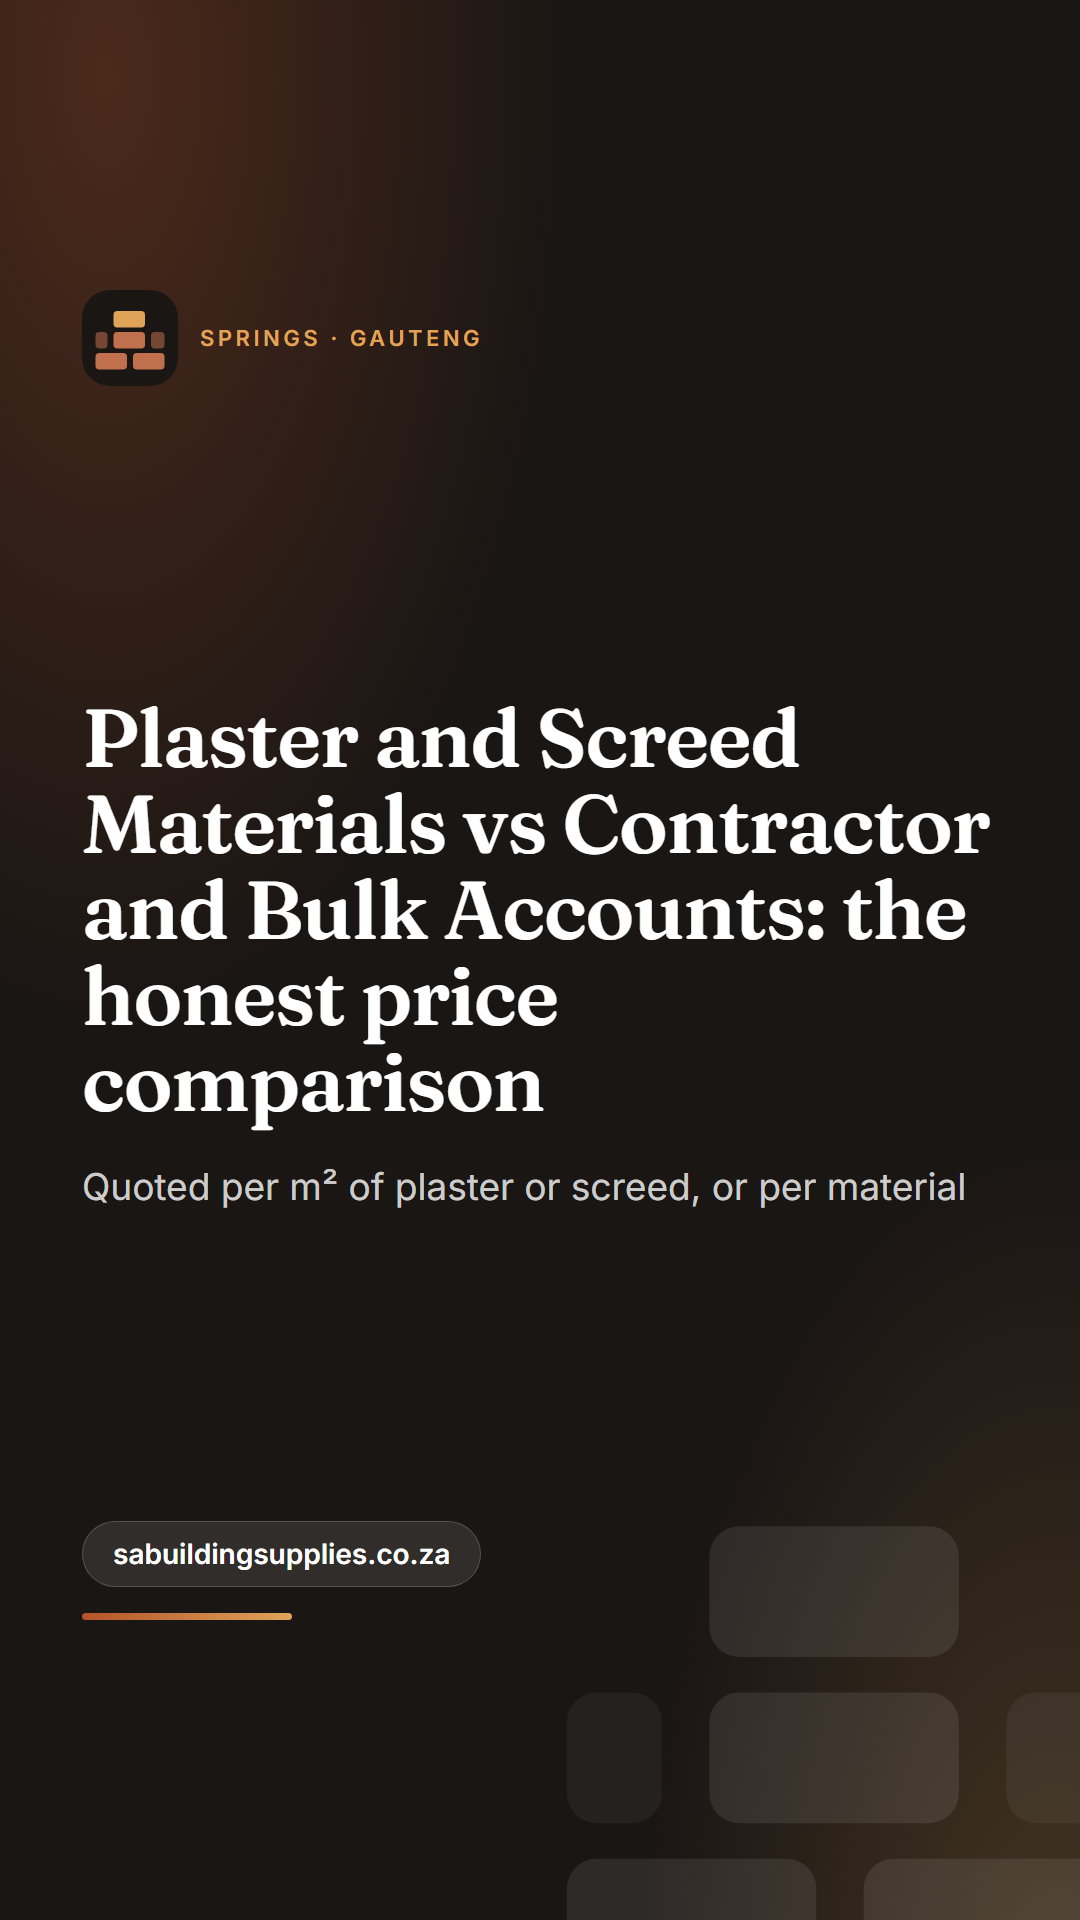 SPRINGS · GAUTENG
Plaster and Screed
Materials vs Contractor
and Bulk Accounts: the
honest price
comparison
Quoted per m² of plaster or screed, or per material
sabuildingsupplies.co.za